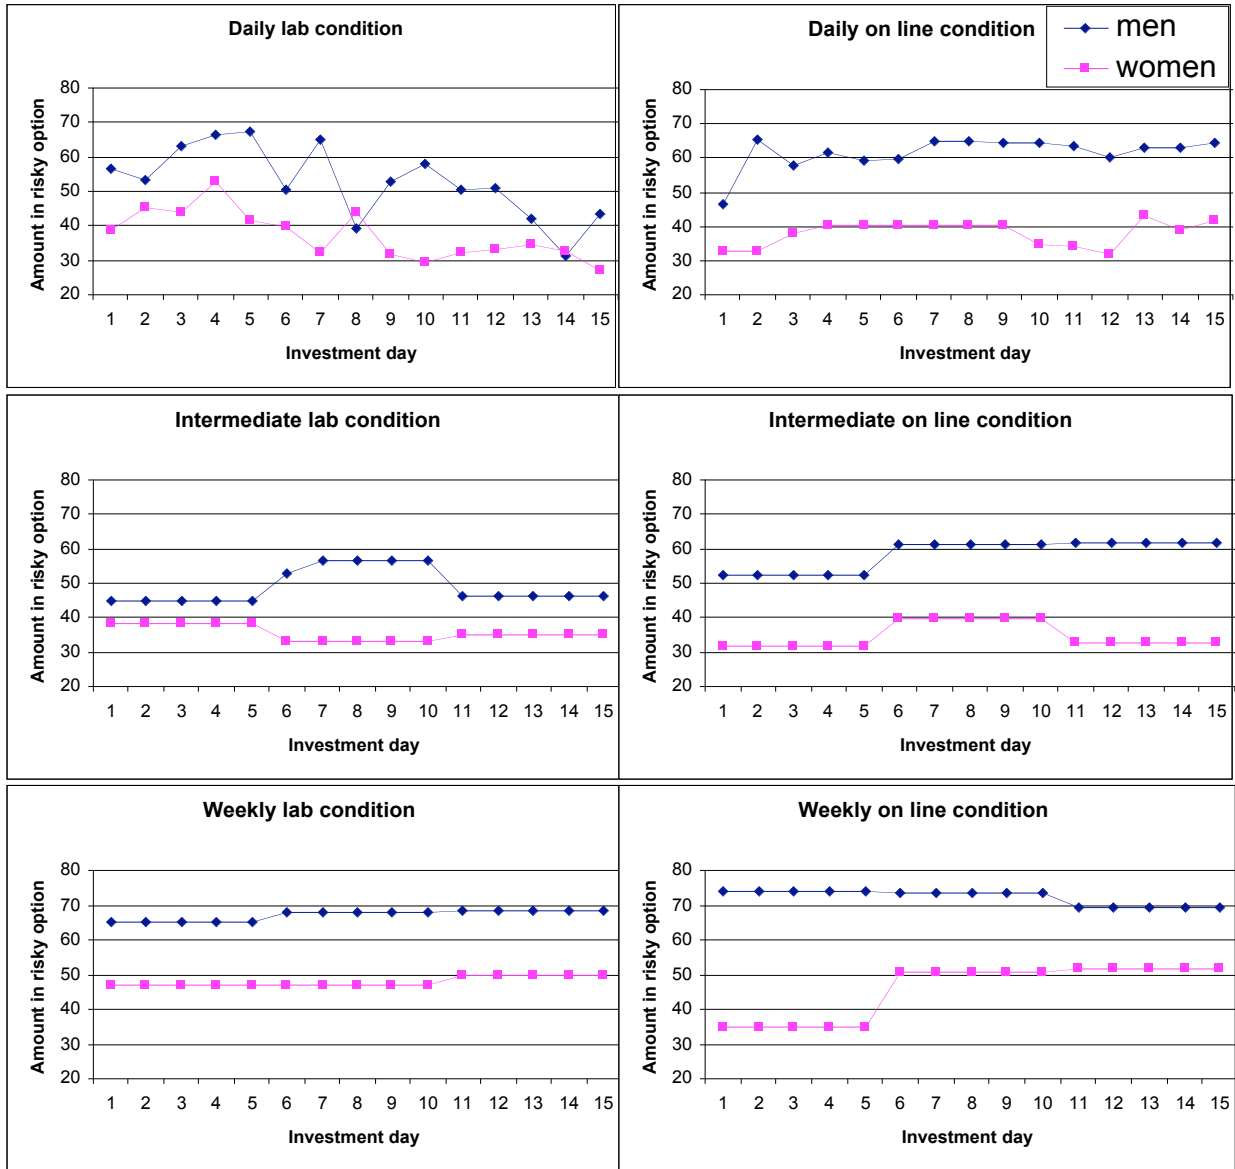 Daily lab condition
Amount in risky option
80
70
60
50
40
30
20
1 2 3 4 5 6 7 8 9 10 11 12 13 14 15
Investment day
Daily on line condition
men
women
Amount in risky option
80
70
60
50
40
30
20
1 2 3 4 5 6 7 8 9 10 11 12 13 14 15
Investment day
Intermediate lab condition
Amount in risky option
80
70
60
50
40
30
20
1 2 3 4 5 6 7 8 9 10 11 12 13 14 15
Investment day
Intermediate on line condition
Amount in risky option
80
70
60
50
40
30
20
1 2 3 4 5 6 7 8 9 10 11 12 13 14 15
Investment day
Weekly lab condition
Amount in risky option
80
70
60
50
40
30
20
1 2 3 4 5 6 7 8 9 10 11 12 13 14 15
Investment day
Weekly on line condition
Amount in risky option
80
70
60
50
40
30
20
1 2 3 4 5 6 7 8 9 10 11 12 13 14 15
Investment day